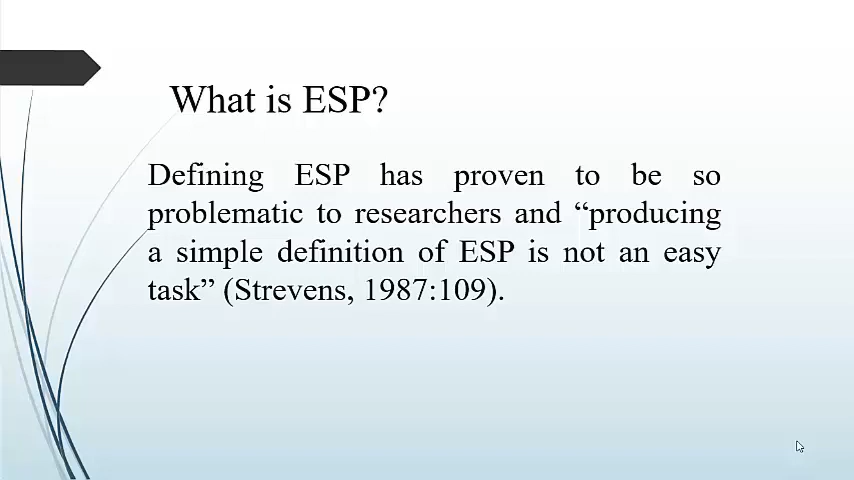 What is ESP?
Defining ESP has proven to be so
problematic to researchers and “producing
a simple definition of ESP is not an easy
task” (Strevens, 1987:109).